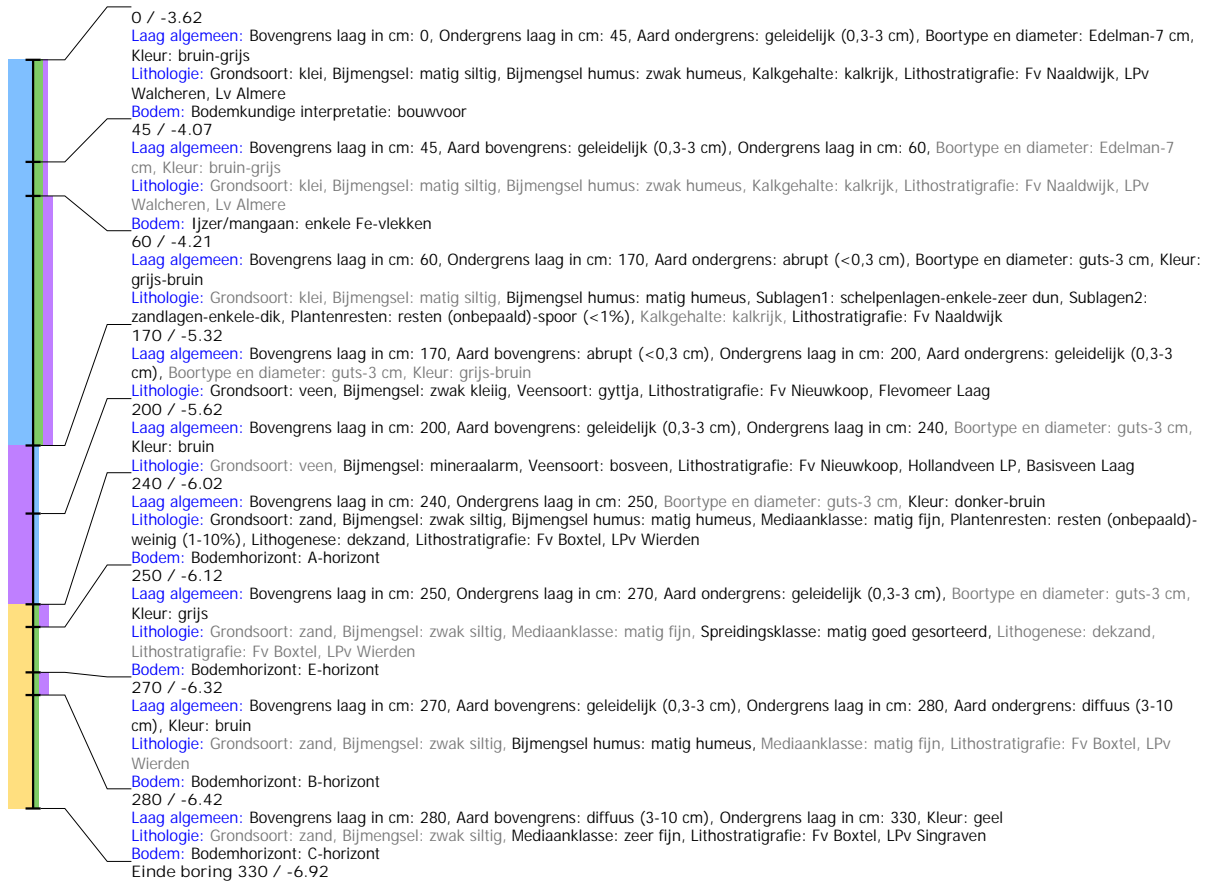 0 / -3.62
Laag algemeen: Bovengrens laag in cm: 0, Ondergrens laag in cm: 45, Aard ondergrens: geleidelijk (0,3-3 cm), Boortype en diameter: Edelman-7 cm,
Kleur: bruin-grijs
Lithologie: Grondsoort: klei, Bijmengsel: matig siltig, Bijmengsel humus: zwak humeus, Kalkgehalte: kalkrijk, Lithostratigrafie: Fv Naaldwijk, LPv
Walcheren, Lv Almere
Bodem: Bodemkundige interpretatie: bouwvoor
45 / -4.07
Laag algemeen: Bovengrens laag in cm: 45, Aard bovengrens: geleidelijk (0,3-3 cm), Ondergrens laag in cm: 60, Boortype en diameter: Edelman-7
cm, Kleur: bruin-grijs
Lithologie: Grondsoort: klei, Bijmengsel: matig siltig, Bijmengsel humus: zwak humeus, Kalkgehalte: kalkrijk, Lithostratigrafie: Fv Naaldwijk, LPv
Walcheren, Lv Almere
Bodem: Ijzer/mangaan: enkele Fe-vlekken
60 / -4.21
Laag algemeen: Bovengrens laag in cm: 60, Ondergrens laag in cm: 170, Aard ondergrens: abrupt (<0,3 cm), Boortype en diameter: guts-3 cm, Kleur:
grijs-bruin
Lithologie: Grondsoort: klei, Bijmengsel: matig siltig, Bijmengsel humus: matig humeus, Sublagen1: schelpenlagen-enkele-zeer dun, Sublagen2:
zandlagen-enkele-dik, Plantenresten: resten (onbepaald)-spoor (<1%), Kalkgehalte: kalkrijk, Lithostratigrafie: Fv Naaldwijk
170 / -5.32
Laag algemeen: Bovengrens laag in cm: 170, Aard bovengrens: abrupt (<0,3 cm), Ondergrens laag in cm: 200, Aard ondergrens: geleidelijk (0,3-3
cm), Boortype en diameter: guts-3 cm, Kleur: grijs-bruin
Lithologie: Grondsoort: veen, Bijmengsel: zwak kleiig, Veensoort: gyttja, Lithostratigrafie: Fv Nieuwkoop, Flevomeer Laag
200 / -5.62
Laag algemeen: Bovengrens laag in cm: 200, Aard bovengrens: geleidelijk (0,3-3 cm), Ondergrens laag in cm: 240, Boortype en diameter: guts-3 cm,
Kleur: bruin
Lithologie: Grondsoort: veen, Bijmengsel: mineraalarm, Veensoort: bosveen, Lithostratigrafie: Fv Nieuwkoop, Hollandveen LP, Basisveen Laag
240 / -6.02
Laag algemeen: Bovengrens laag in cm: 240, Ondergrens laag in cm: 250, Boortype en diameter: guts-3 cm, Kleur: donker-bruin
Lithologie: Grondsoort: zand, Bijmengsel: zwak siltig, Bijmengsel humus: matig humeus, Mediaanklasse: matig fijn, Plantenresten: resten (onbepaald)-
weinig (1-10%), Lithogenese: dekzand, Lithostratigrafie: Fv Boxtel, LPv Wierden
Bodem: Bodemhorizont: A-horizont
250 / -6.12
Laag algemeen: Bovengrens laag in cm: 250, Ondergrens laag in cm: 270, Aard ondergrens: geleidelijk (0,3-3 cm), Boortype en diameter: guts-3 cm,
Kleur: grijs
Lithologie: Grondsoort: zand, Bijmengsel: zwak siltig, Mediaanklasse: matig fijn, Spreidingsklasse: matig goed gesorteerd, Lithogenese: dekzand,
Lithostratigrafie: Fv Boxtel, LPv Wierden
Bodem: Bodemhorizont: E-horizont
270 / -6.32
Laag algemeen: Bovengrens laag in cm: 270, Aard bovengrens: geleidelijk (0,3-3 cm), Ondergrens laag in cm: 280, Aard ondergrens: diffuus (3-10
cm), Kleur: bruin
Lithologie: Grondsoort: zand, Bijmengsel: zwak siltig, Bijmengsel humus: matig humeus, Mediaanklasse: matig fijn, Lithostratigrafie: Fv Boxtel, LPv
Wierden
Bodem: Bodemhorizont: B-horizont
280 / -6.42
Laag algemeen: Bovengrens laag in cm: 280, Aard bovengrens: diffuus (3-10 cm), Ondergrens laag in cm: 330, Kleur: geel
Lithologie: Grondsoort: zand, Bijmengsel: zwak siltig, Mediaanklasse: zeer fijn, Lithostratigrafie: Fv Boxtel, LPv Singraven
Bodem: Bodemhorizont: C-horizont
Einde boring 330 / -6.92